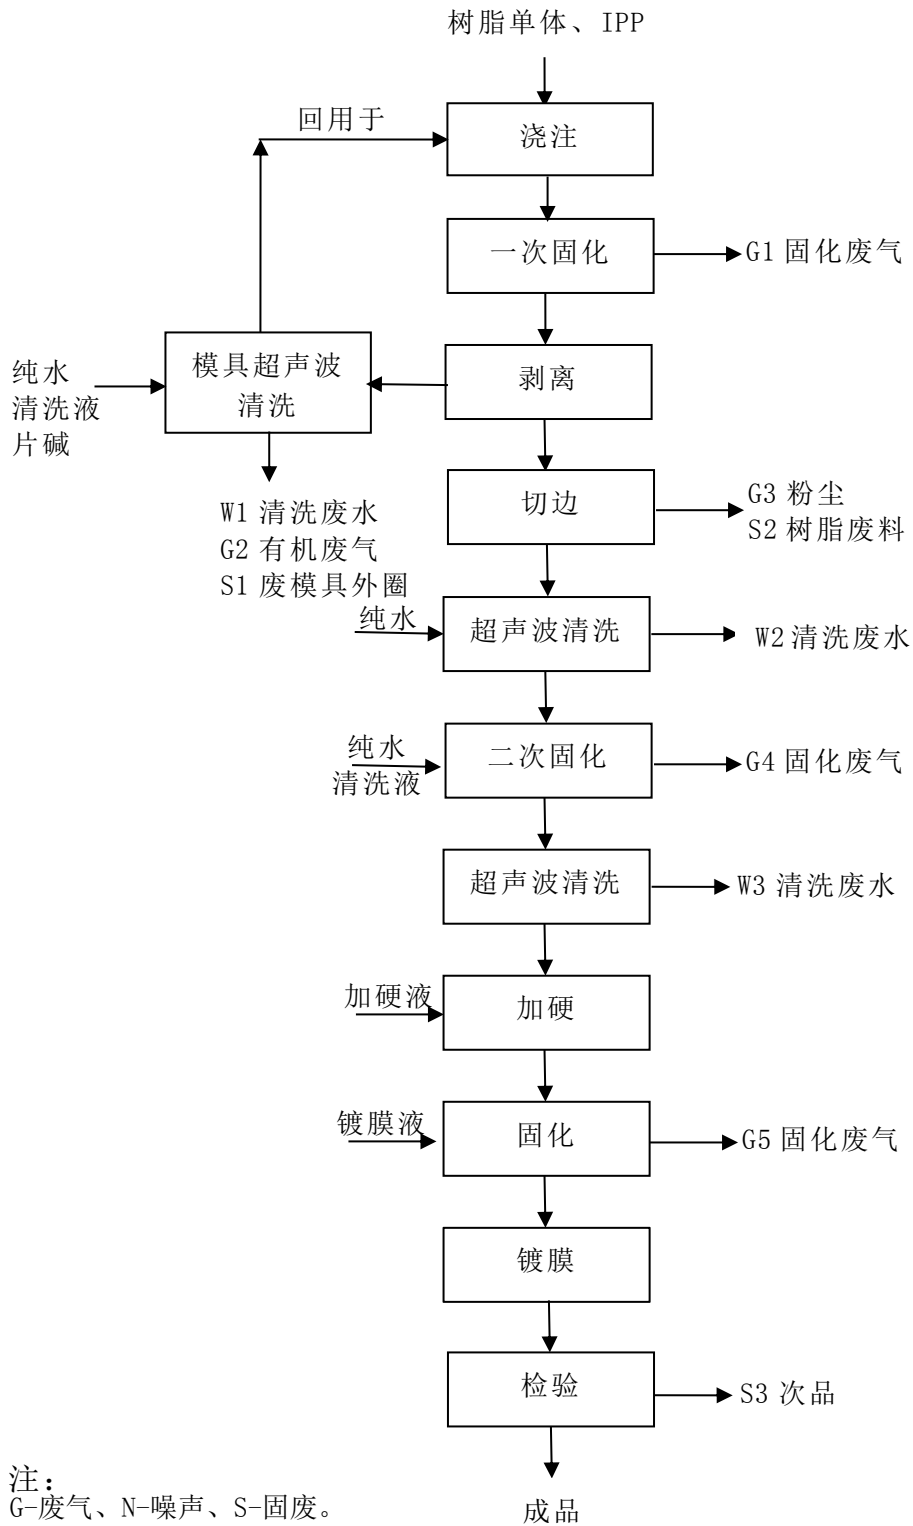 树脂单体、IPP
回用于
浇注
一次固化
G1 固化废气
纯水
清洗液
片碱
模具超声波
清洗
剥离
W1 清洗废水
G2 有机废气
S1 废模具外圈
切边
G3 粉尘
S2 树脂废料
纯水
超声波清洗
W2 清洗废水
纯水
清洗液
二次固化
G4 固化废气
超声波清洗
W3 清洗废水
加硬液
加硬
镀膜液
固化
G5 固化废气
镀膜
检验
S3 次品
注：
G-废气、N-噪声、S-固废。
成品